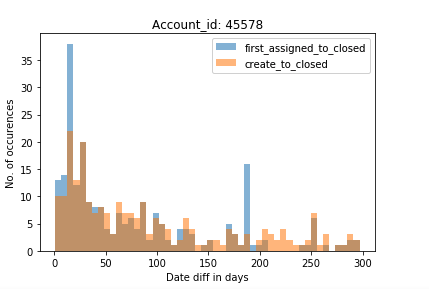 Account_id: 45578
first_assigned_to_closed
create_to_closed
No. of occurences
35
30
25
20
15
10
5
0
0 50 100 150 200 250 300
Date diff in days